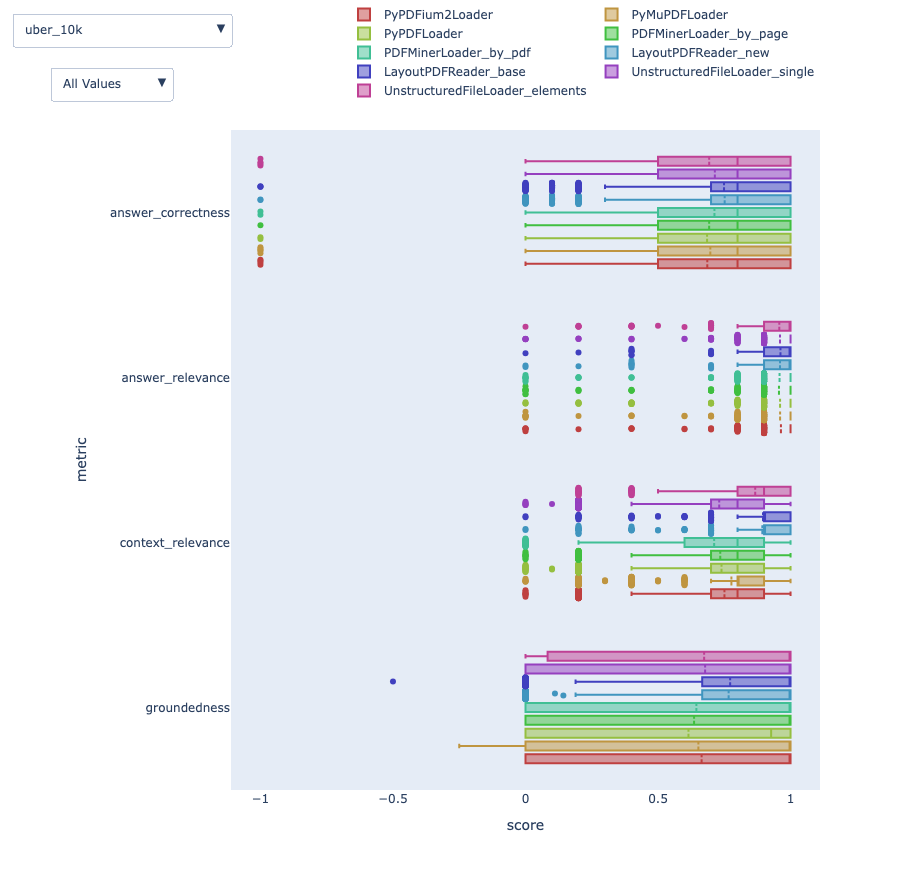 uber_10k ▼
All Values ▼
PyPDFium2Loader
PyMuPDFLoader
PyPDFLoader
PDFMinerLoader_by_page
PDFMinerLoader_by_pdf
LayoutPDFReader_new
LayoutPDFReader_base
UnstructuredFileLoader_single
UnstructuredFileLoader_elements
answer_correctness
answer_relevance
metric
context_relevance
groundedness
−1
−0.5
0
0.5
1
score